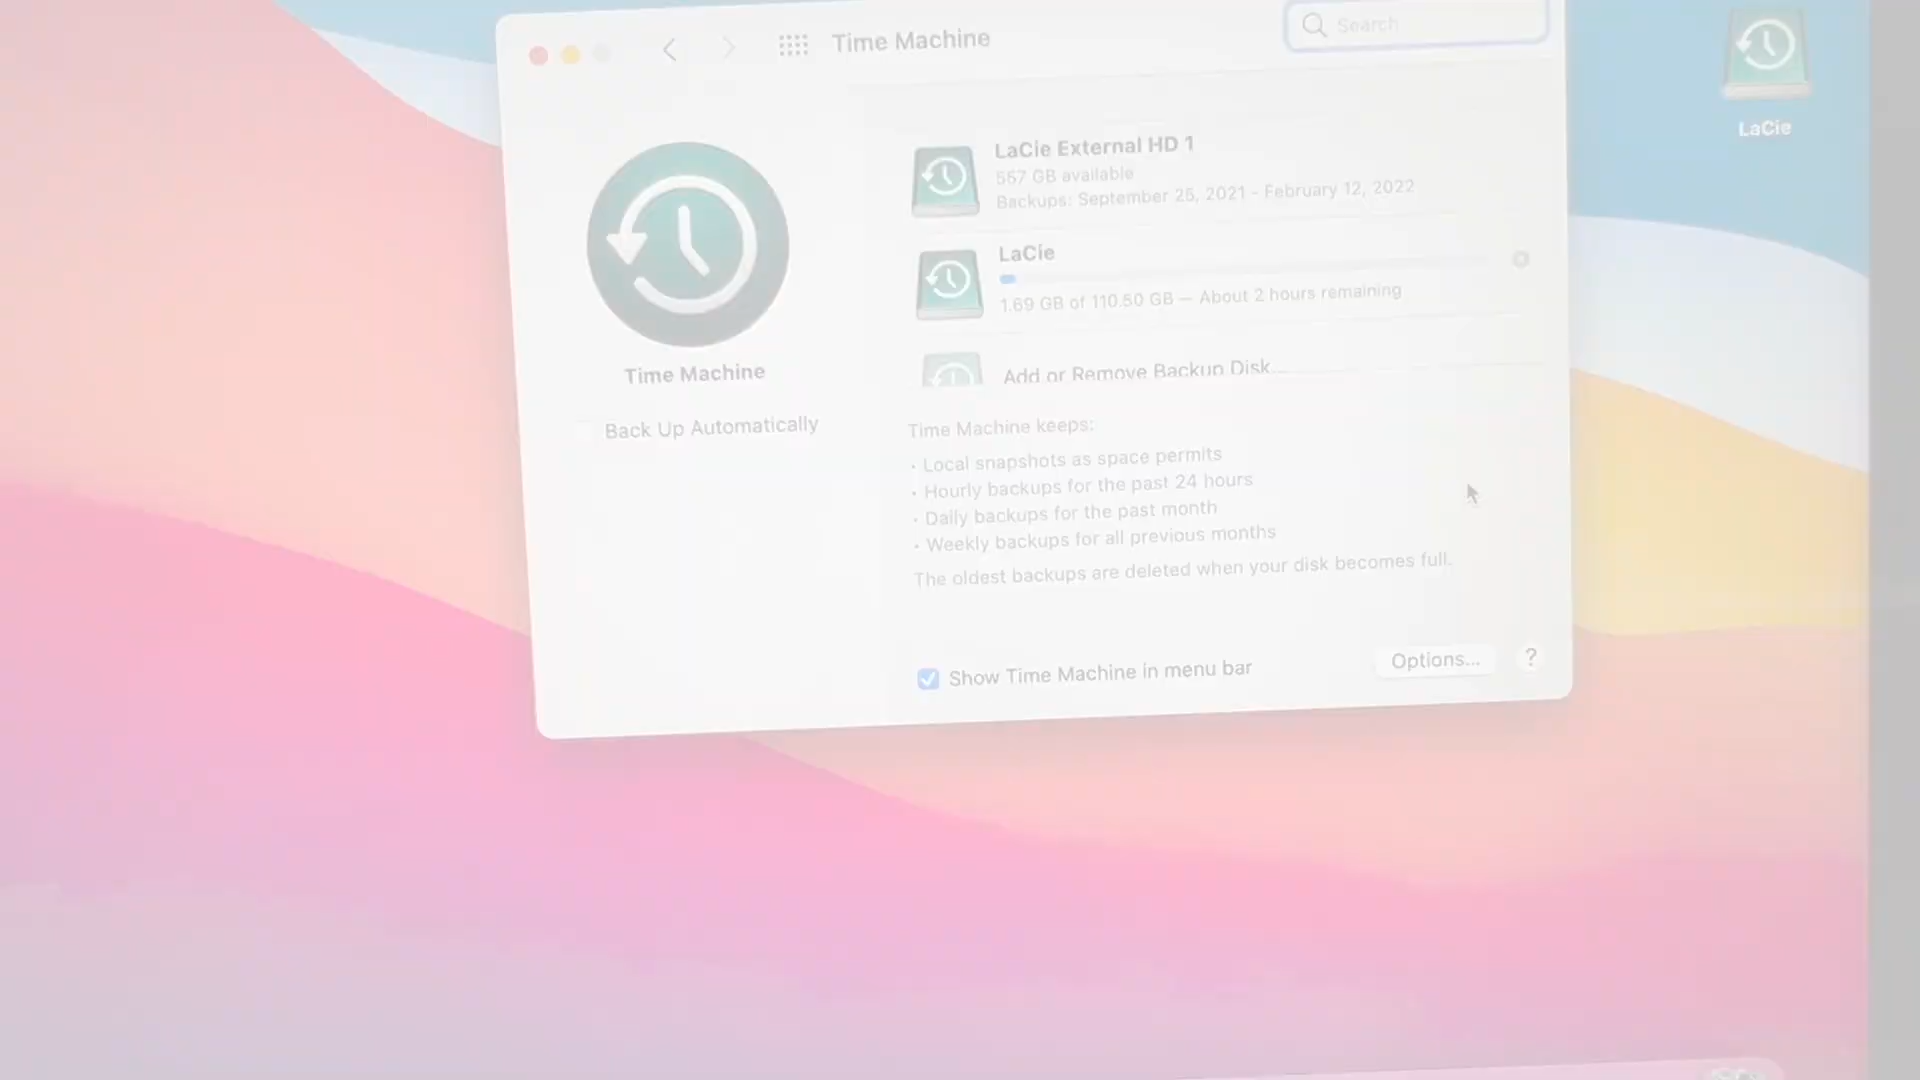 Time Machine
Search
LaCie
LaCie External HD 1
557 GB available
Backups: September 25, 2021 - February 12, 2022
LaCie
1.69 GB of 110.50 GB — About 2 hours remaining
Add or Remove Backup Disk...
Time Machine
Back Up Automatically
Time Machine keeps:
• Local snapshots as space permits
• Hourly backups for the past 24 hours
• Daily backups for the past month
• Weekly backups for all previous months
The oldest backups are deleted when your disk becomes full.
Show Time Machine in menu bar
Options...
?